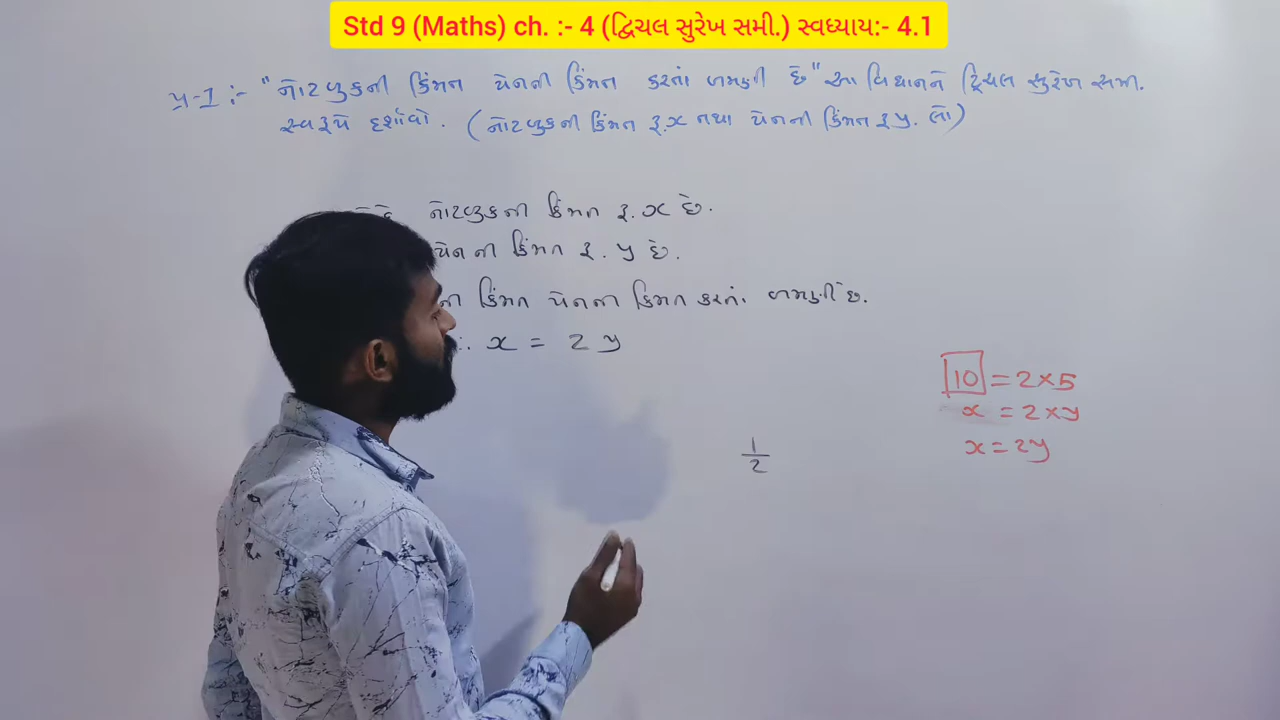 Std 9 (Maths) ch. :- 4 (દ્વિચલ સુરેખ સમી.) સ્વધ્યાય:- 4.1
પ્ર-1 :- "નોટબુકની કિંમત પેનની કિંમત કરતાં બમણી છે" આ વિધાનને દ્વિચલ સુરેખ સમી.
સ્વરૂપે દર્શાવો. (નોટબુકની કિંમત રૂ.x તથા પેનની કિંમત રૂ y. લો)
નોટબુકની કિંમત રૂ. x છે.
પેન ની કિંમત રૂ. y છે.
ની કિંમત પેનની કિંમત કરતાં બમણી છે.
∴ x = 2y
10 = 2×5
x = 2×y
x = 2y
1/2